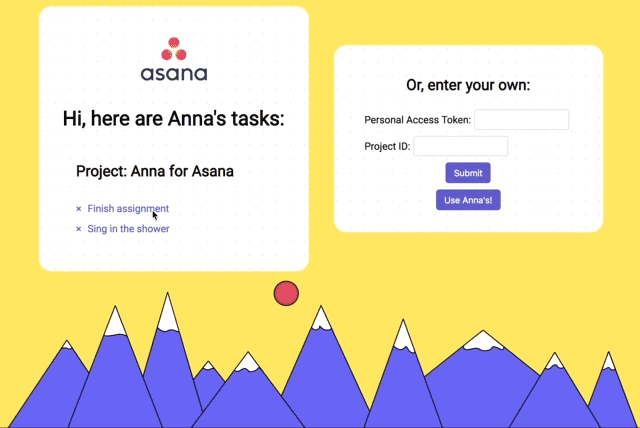 asana
Hi, here are Anna's tasks:
Project: Anna for Asana
× Finish assignment
× Sing in the shower
Or, enter your own:
Personal Access Token:
Project ID:
Submit
Use Anna's!